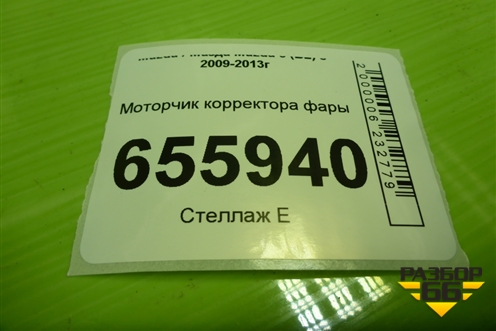 2009-2013г
Моторчик корректора фары
655940
Стеллаж Е
2000006232779
РАЗБОР
66